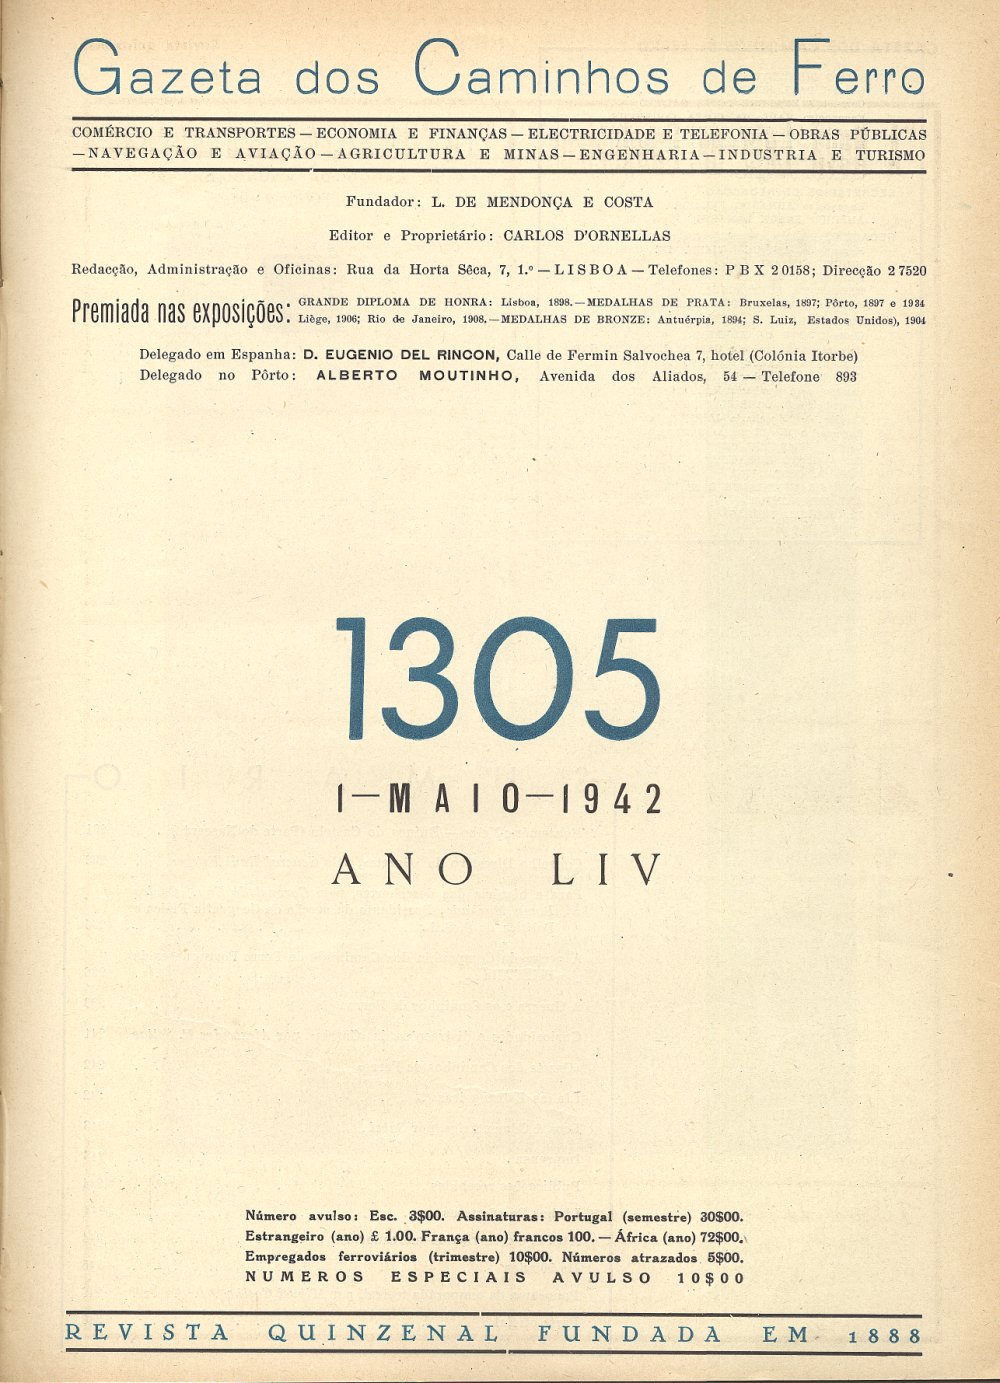 Gazeta dos Caminhos de Ferro
COMÉRCIO E TRANSPORTES — ECONOMIA E FINANÇAS — ELECTRICIDADE E TELEFONIA — OBRAS PÚBLICAS
— NAVEGAÇÃO E AVIAÇÃO — AGRICULTURA E MINAS — ENGENHARIA — INDUSTRIA E TURISMO
Fundador: L. DE MENDONÇA E COSTA
Editor e Proprietário: CARLOS D'ORNELLAS
Redacção, Administração e Oficinas: Rua da Horta Sêca, 7, 1.º — LISBOA — Telefones: PBX 20158; Direcção 27520
Premiada nas exposições: GRANDE DIPLOMA DE HONRA: Lisboa, 1898. — MEDALHAS DE PRATA: Bruxelas, 1897; Pôrto, 1897 e 1934
Liège, 1906; Rio de Janeiro, 1908. — MEDALHAS DE BRONZE: Antuérpia, 1894; S. Luiz, Estados Unidos), 1904
Delegado em Espanha: D. EUGENIO DEL RINCON, Calle de Fermin Salvochea 7, hotel (Colónia Itorbe)
Delegado no Pôrto: ALBERTO MOUTINHO, Avenida dos Aliados, 54 — Telefone 893
1305
1—MAIO—1942
ANO LIV
Número avulso: Esc. 3$00. Assinaturas: Portugal (semestre) 30$00.
Estrangeiro (ano) £ 1.00. França (ano) francos 100. — África (ano) 72$00.
Empregados ferroviários (trimestre) 10$00. Números atrazados 5$00.
NUMEROS ESPECIAIS AVULSO 10$00
REVISTA QUINZENAL FUNDADA EM 1888